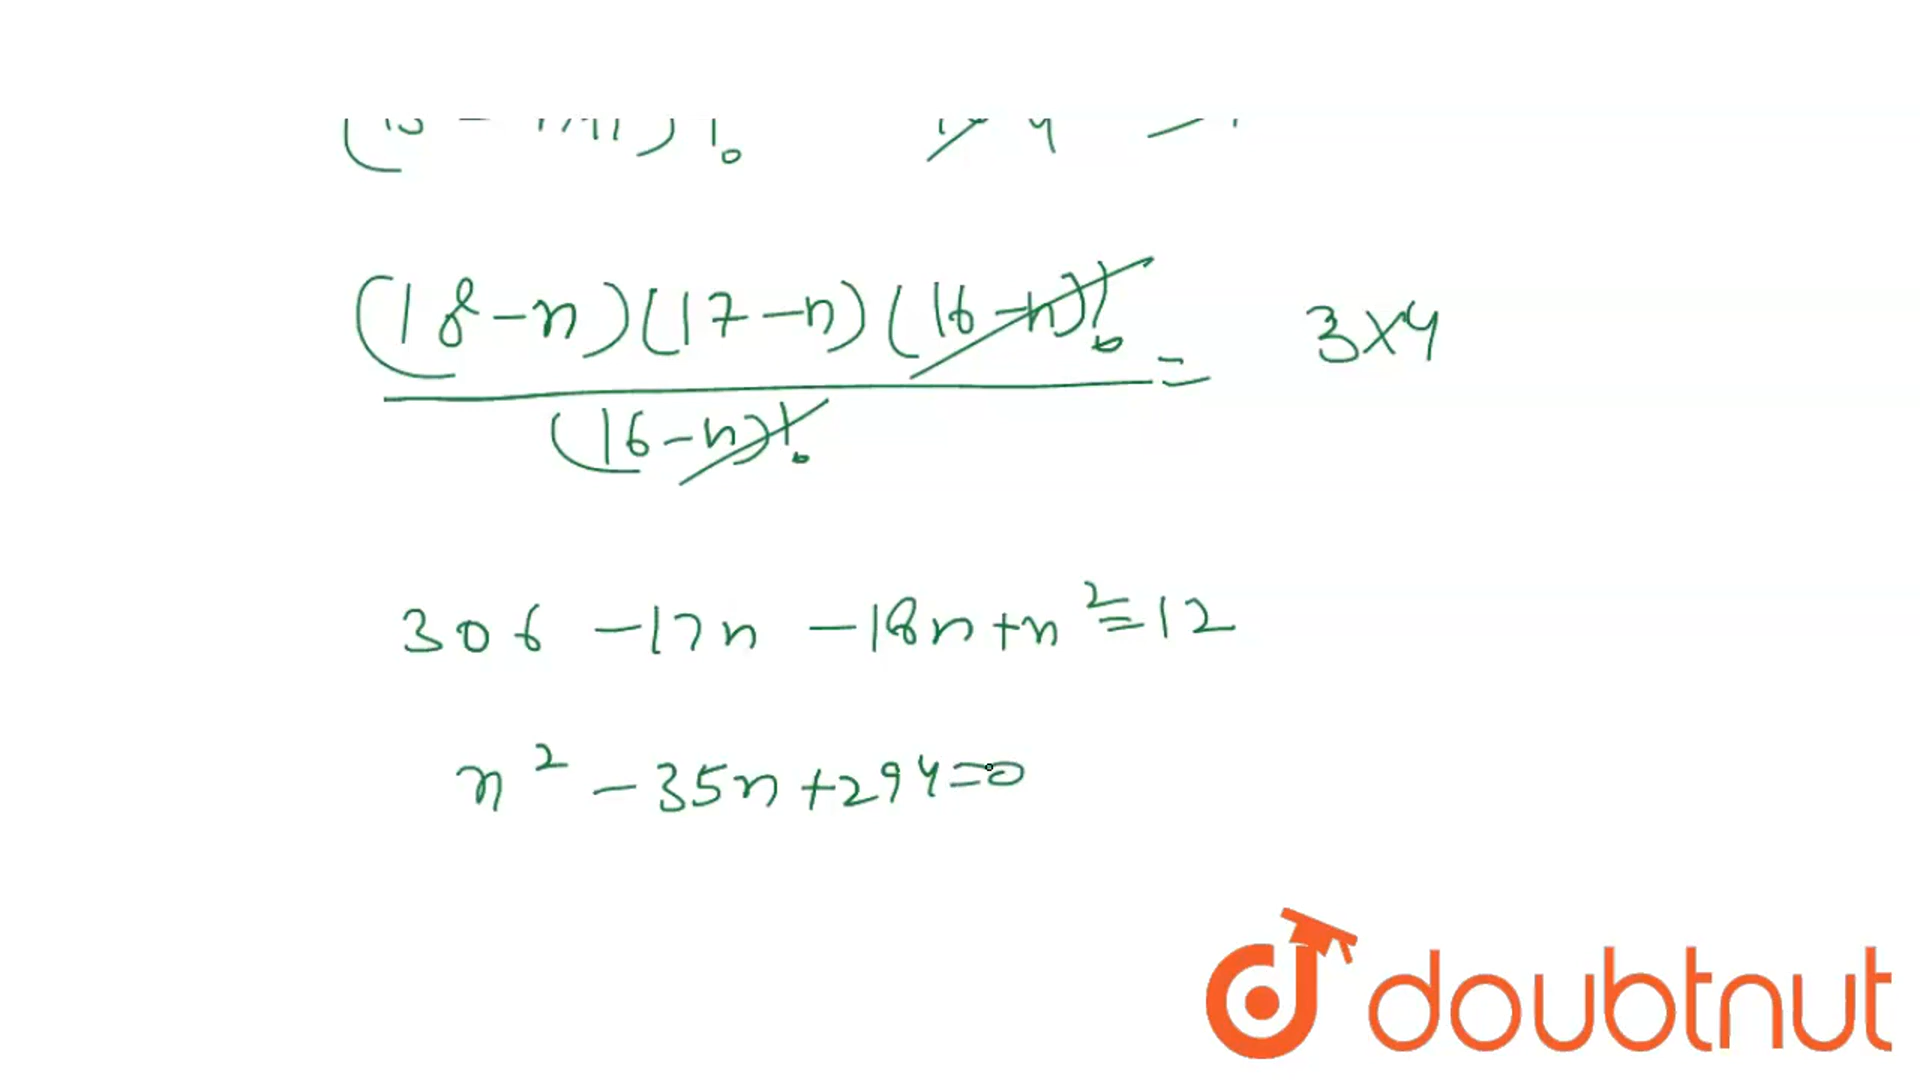 (18-n)(17-n)(16-n)! = 3×4
(16-n)!
306 -17n -18n+n²=12
n² -35n+294=0
doubtnut